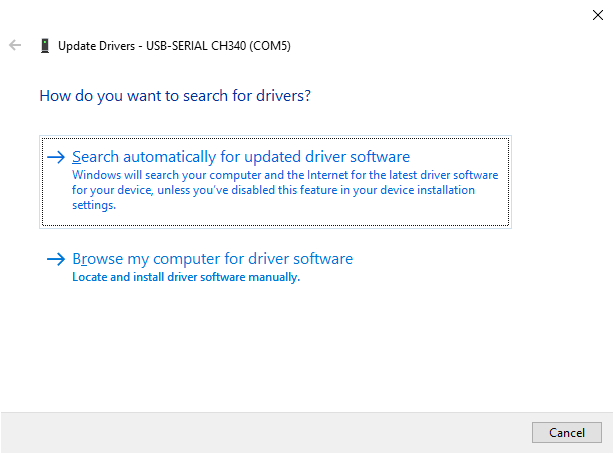 Update Drivers - USB-SERIAL CH340 (COM5)
How do you want to search for drivers?
Search automatically for updated driver software
Windows will search your computer and the Internet for the latest driver software
for your device, unless you've disabled this feature in your device installation
settings.
Browse my computer for driver software
Locate and install driver software manually.
Cancel